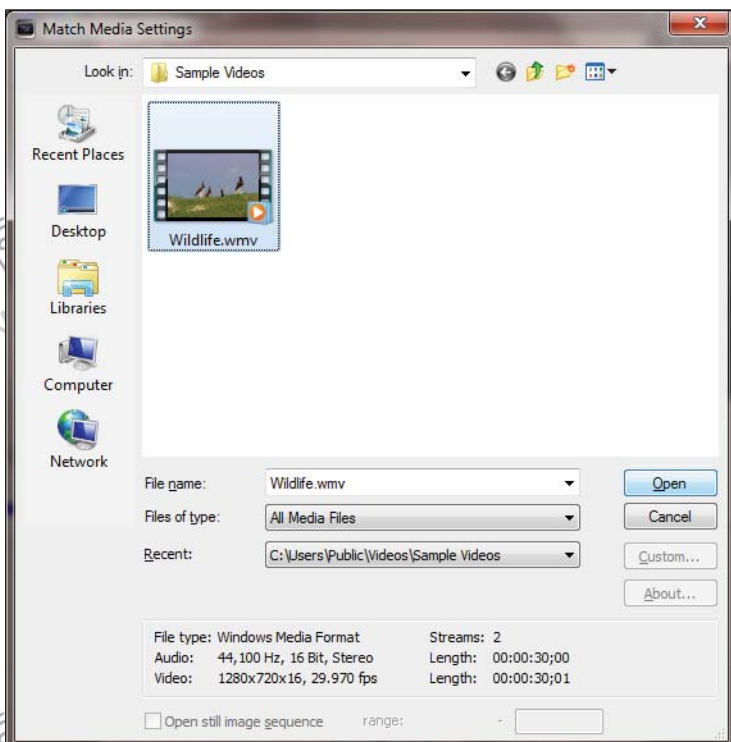 Match Media Settings
Look in: Sample Videos
Recent Places
Desktop
Libraries
Computer
Network
Wildlife.wmv
File name: Wildlife.wmv Open
Files of type: All Media Files Cancel
Recent: C:\Users\Public\Videos\Sample Videos Custom...
About...
File type: Windows Media Format Streams: 2
Audio: 44,100 Hz, 16 Bit, Stereo Length: 00:00:30;00
Video: 1280x720x16, 29.970 fps Length: 00:00:30;01
Open still image sequence range: -